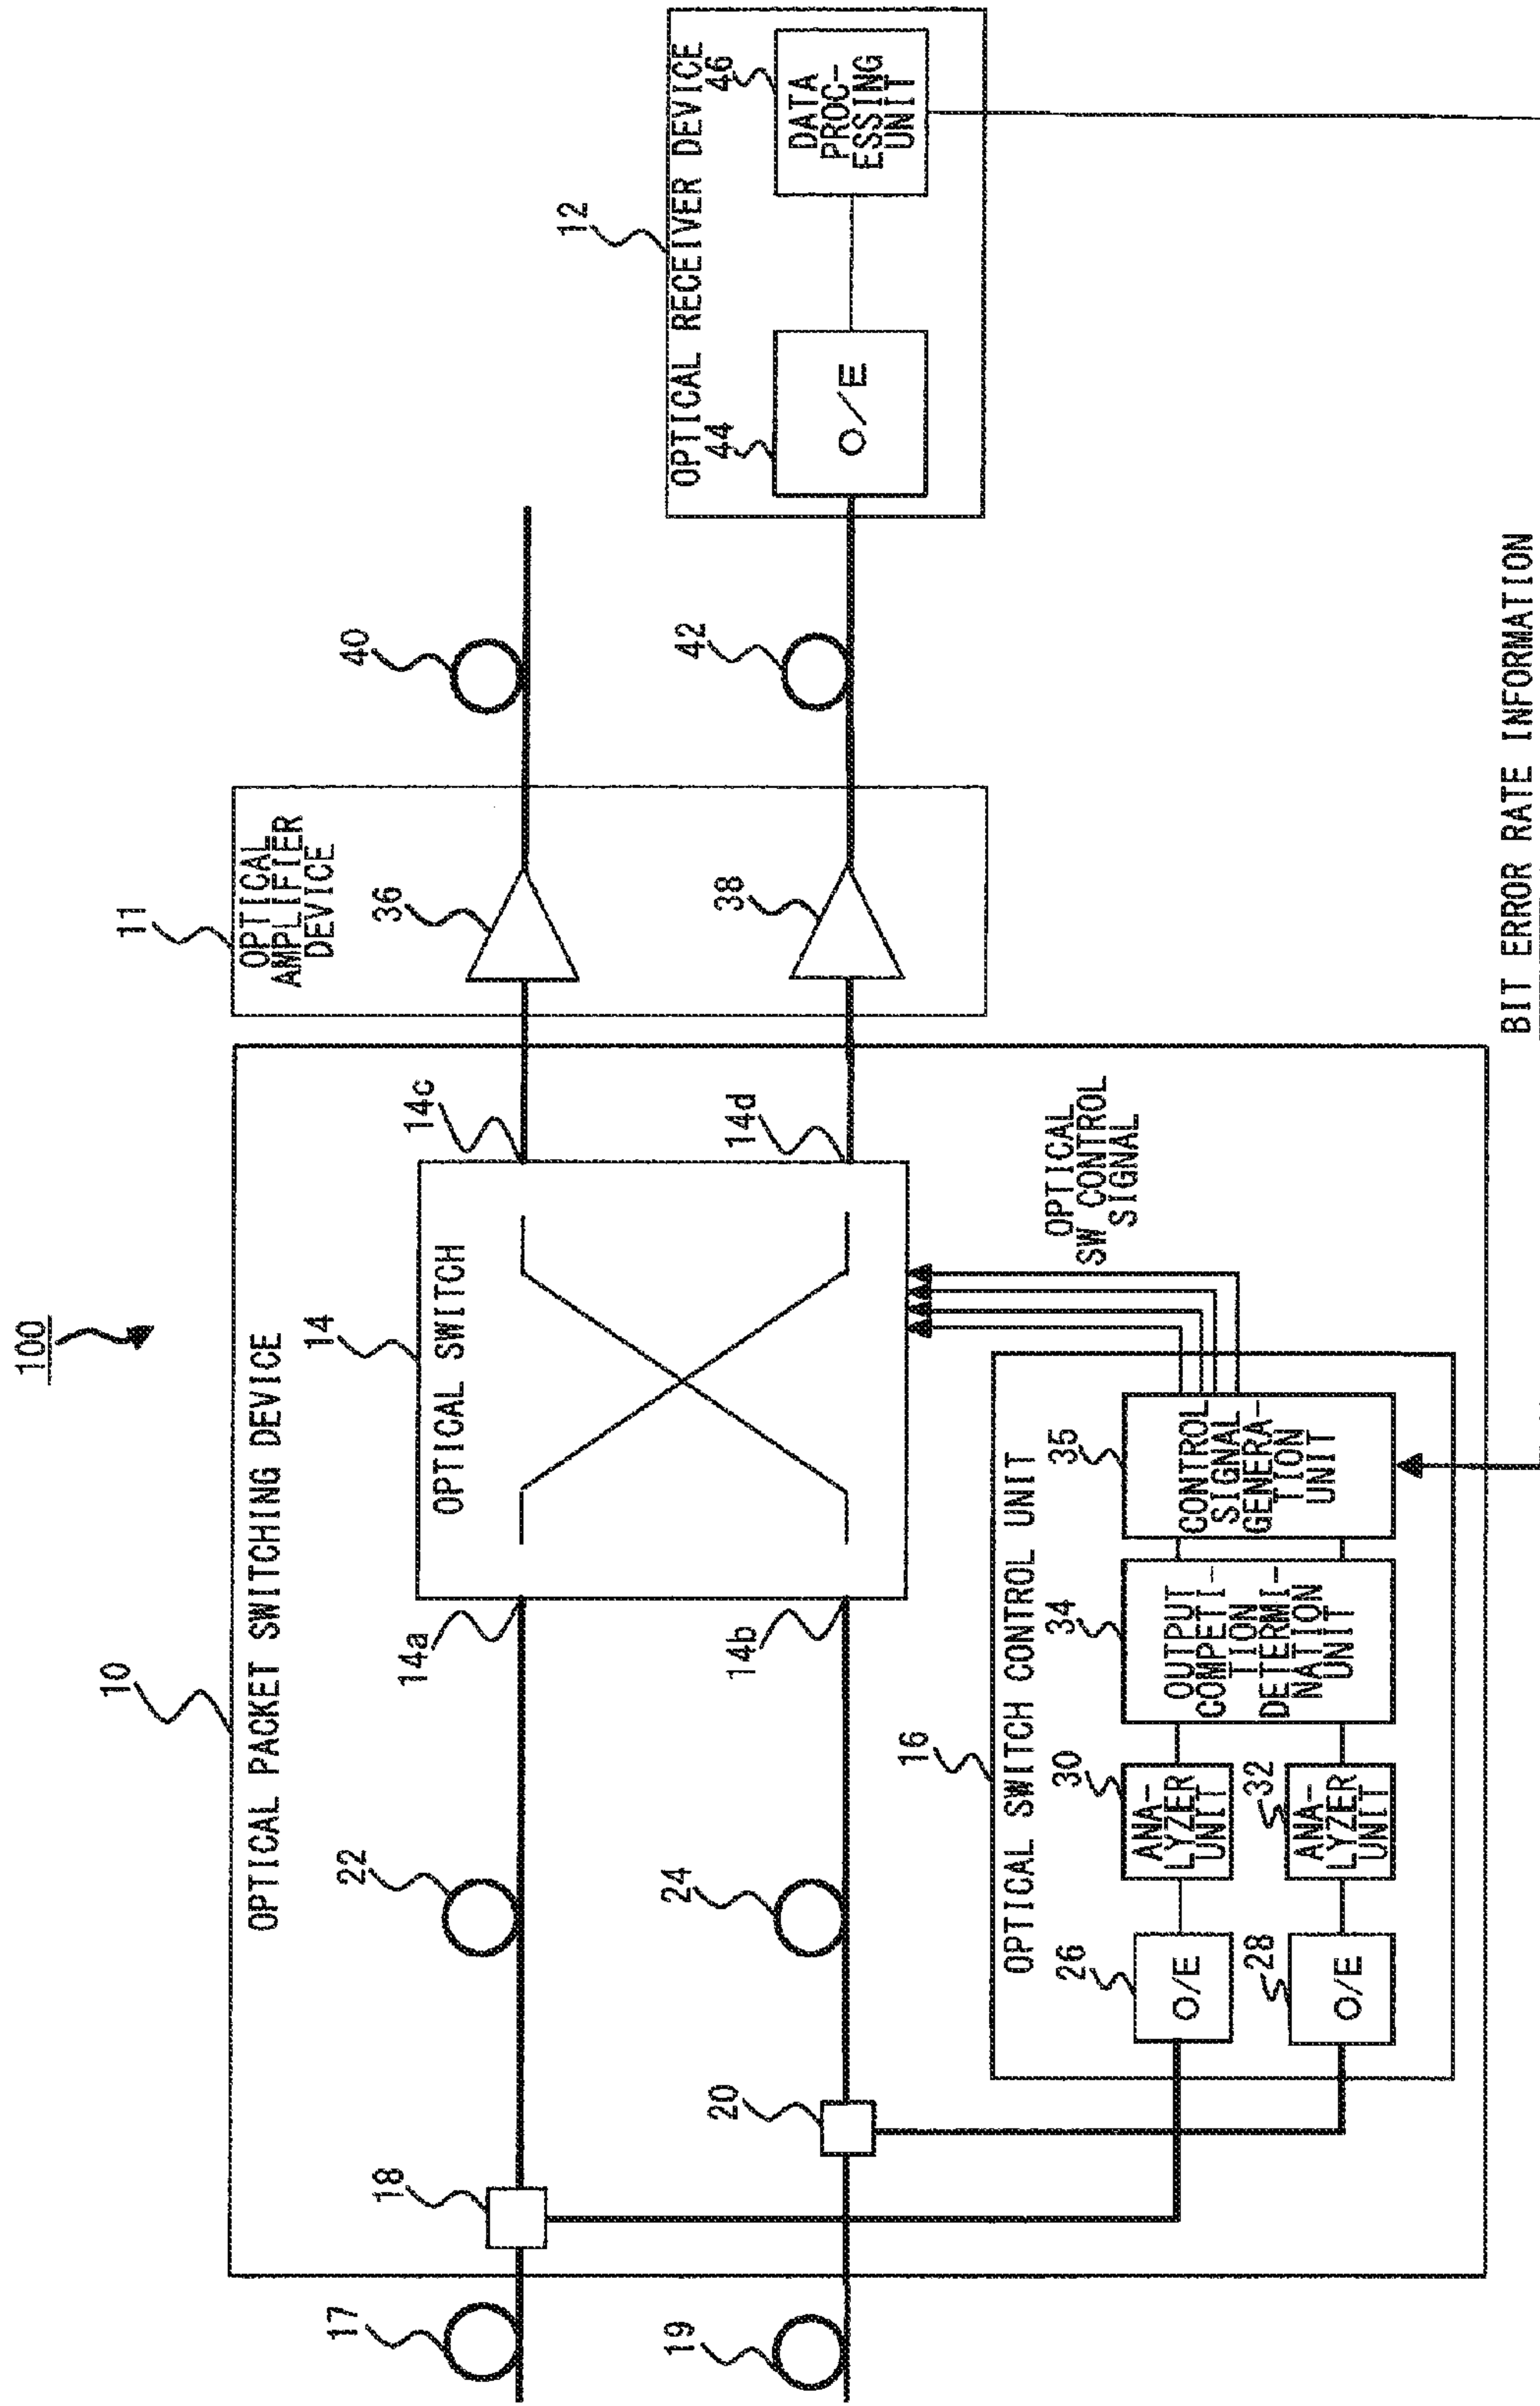 100
10
OPTICAL PACKET SWITCHING DEVICE
17
18
22
14a
14
OPTICAL SWITCH
14c
19
20
24
14b
14d
16
OPTICAL SWITCH CONTROL UNIT
26
O/E
28
O/E
30
ANA-
LYZER
UNIT
32
ANA-
LYZER
UNIT
34
OUTPUT
COMPETI-
TION
DETERMI-
NATION
UNIT
35
CONTROL
SIGNAL
GENERA-
TION
UNIT
OPTICAL
SW CONTROL
SIGNAL
11
OPTICAL
AMPLIFIER
DEVICE
36
38
40
42
12
OPTICAL RECEIVER DEVICE
44
O/E
46
DATA
PROC-
ESSING
UNIT
BIT ERROR RATE INFORMATION